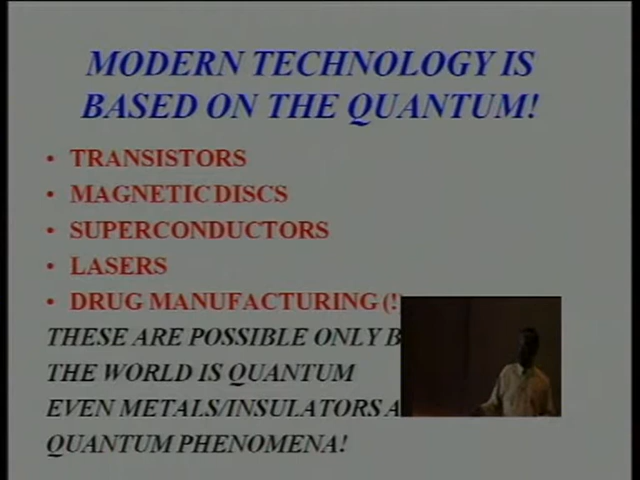 MODERN TECHNOLOGY IS
BASED ON THE QUANTUM!
• TRANSISTORS
• MAGNETIC DISCS
• SUPERCONDUCTORS
• LASERS
• DRUG MANUFACTURING (!
THESE ARE POSSIBLE ONLY B
THE WORLD IS QUANTUM
EVEN METALS/INSULATORS A
QUANTUM PHENOMENA!